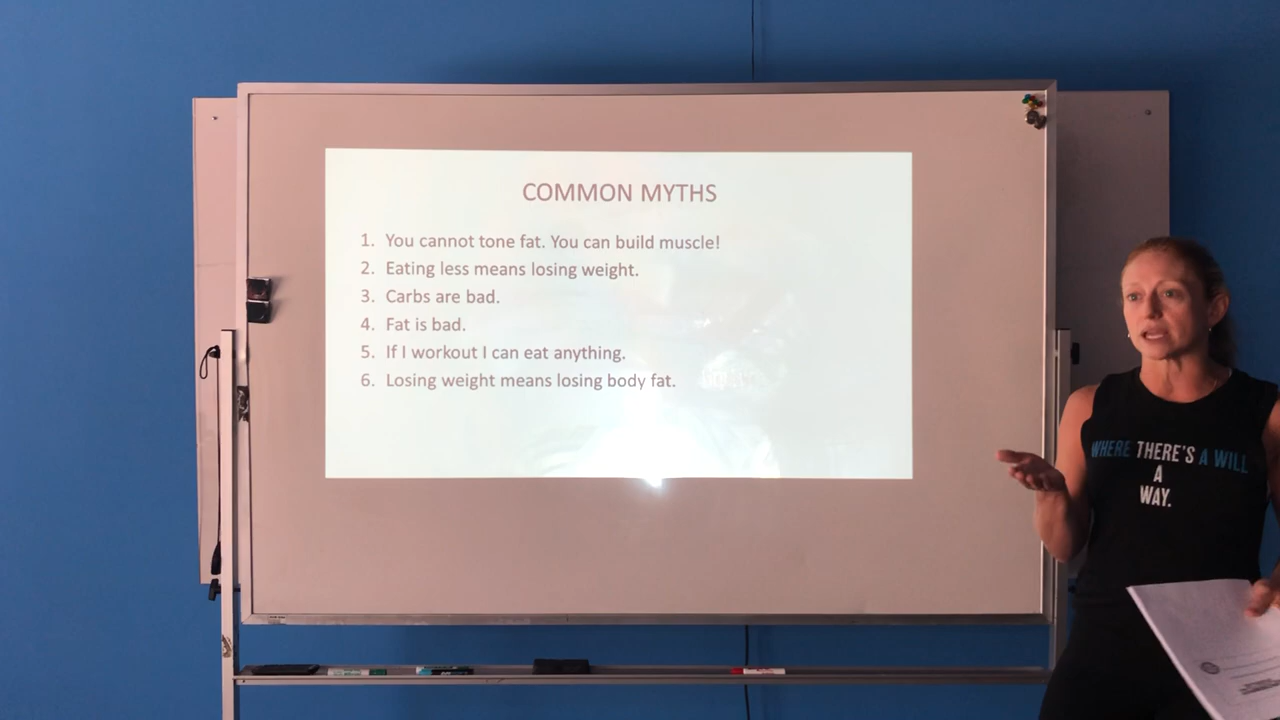 COMMON MYTHS
1. You cannot tone fat. You can build muscle!
2. Eating less means losing weight.
3. Carbs are bad.
4. Fat is bad.
5. If I workout I can eat anything.
6. Losing weight means losing body fat.
WHERE THERE'S A WILL
A
WAY.